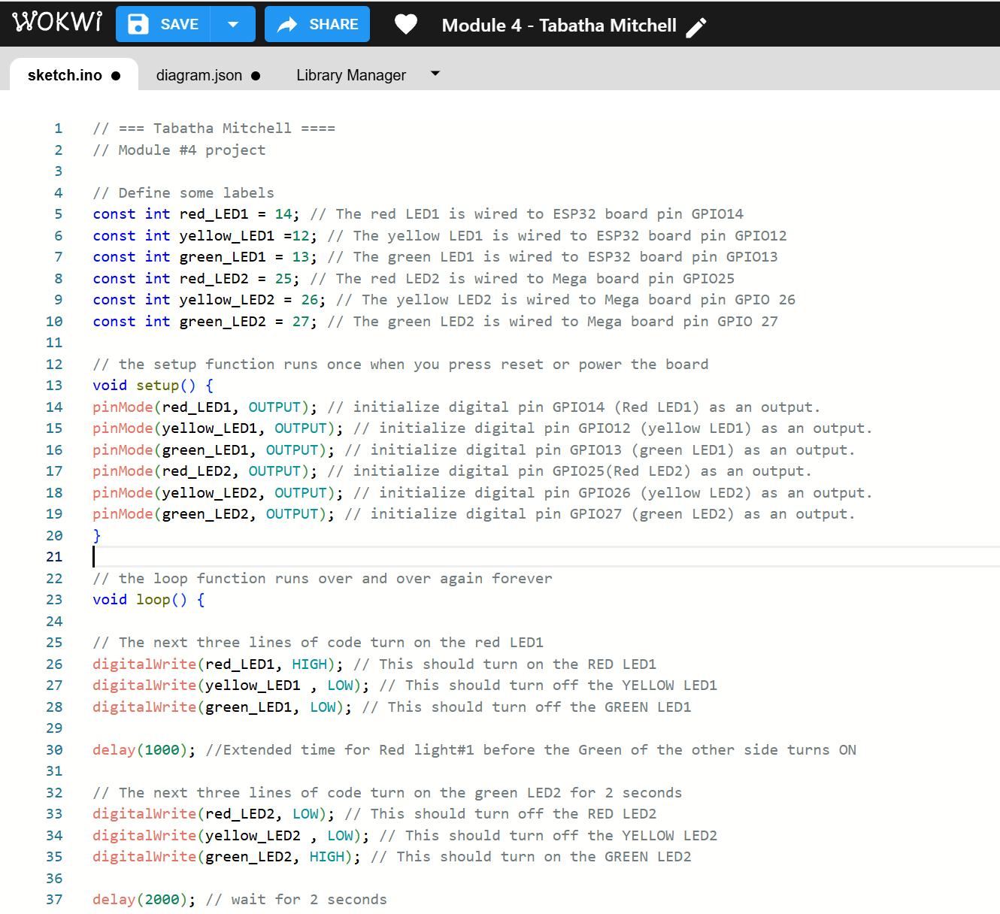 WOKWI SAVE SHARE Module 4 - Tabatha Mitchell
sketch.ino ● diagram.json ● Library Manager
1 // === Tabatha Mitchell ====
2 // Module #4 project
3
4 // Define some labels
5 const int red_LED1 = 14; // The red LED1 is wired to ESP32 board pin GPIO14
6 const int yellow_LED1 =12; // The yellow LED1 is wired to ESP32 board pin GPIO12
7 const int green_LED1 = 13; // The green LED1 is wired to ESP32 board pin GPIO13
8 const int red_LED2 = 25; // The red LED2 is wired to Mega board pin GPIO25
9 const int yellow_LED2 = 26; // The yellow LED2 is wired to Mega board pin GPIO 26
10 const int green_LED2 = 27; // The green LED2 is wired to Mega board pin GPIO 27
11
12 // the setup function runs once when you press reset or power the board
13 void setup() {
14 pinMode(red_LED1, OUTPUT); // initialize digital pin GPIO14 (Red LED1) as an output.
15 pinMode(yellow_LED1, OUTPUT); // initialize digital pin GPIO12 (yellow LED1) as an output.
16 pinMode(green_LED1, OUTPUT); // initialize digital pin GPIO13 (green LED1) as an output.
17 pinMode(red_LED2, OUTPUT); // initialize digital pin GPIO25(Red LED2) as an output.
18 pinMode(yellow_LED2, OUTPUT); // initialize digital pin GPIO26 (yellow LED2) as an output.
19 pinMode(green_LED2, OUTPUT); // initialize digital pin GPIO27 (green LED2) as an output.
20 }
21
22 // the loop function runs over and over again forever
23 void loop() {
24
25 // The next three lines of code turn on the red LED1
26 digitalWrite(red_LED1, HIGH); // This should turn on the RED LED1
27 digitalWrite(yellow_LED1 , LOW); // This should turn off the YELLOW LED1
28 digitalWrite(green_LED1, LOW); // This should turn off the GREEN LED1
29
30 delay(1000); //Extended time for Red light#1 before the Green of the other side turns ON
31
32 // The next three lines of code turn on the green LED2 for 2 seconds
33 digitalWrite(red_LED2, LOW); // This should turn off the RED LED2
34 digitalWrite(yellow_LED2 , LOW); // This should turn off the YELLOW LED2
35 digitalWrite(green_LED2, HIGH); // This should turn on the GREEN LED2
36
37 delay(2000); // wait for 2 seconds